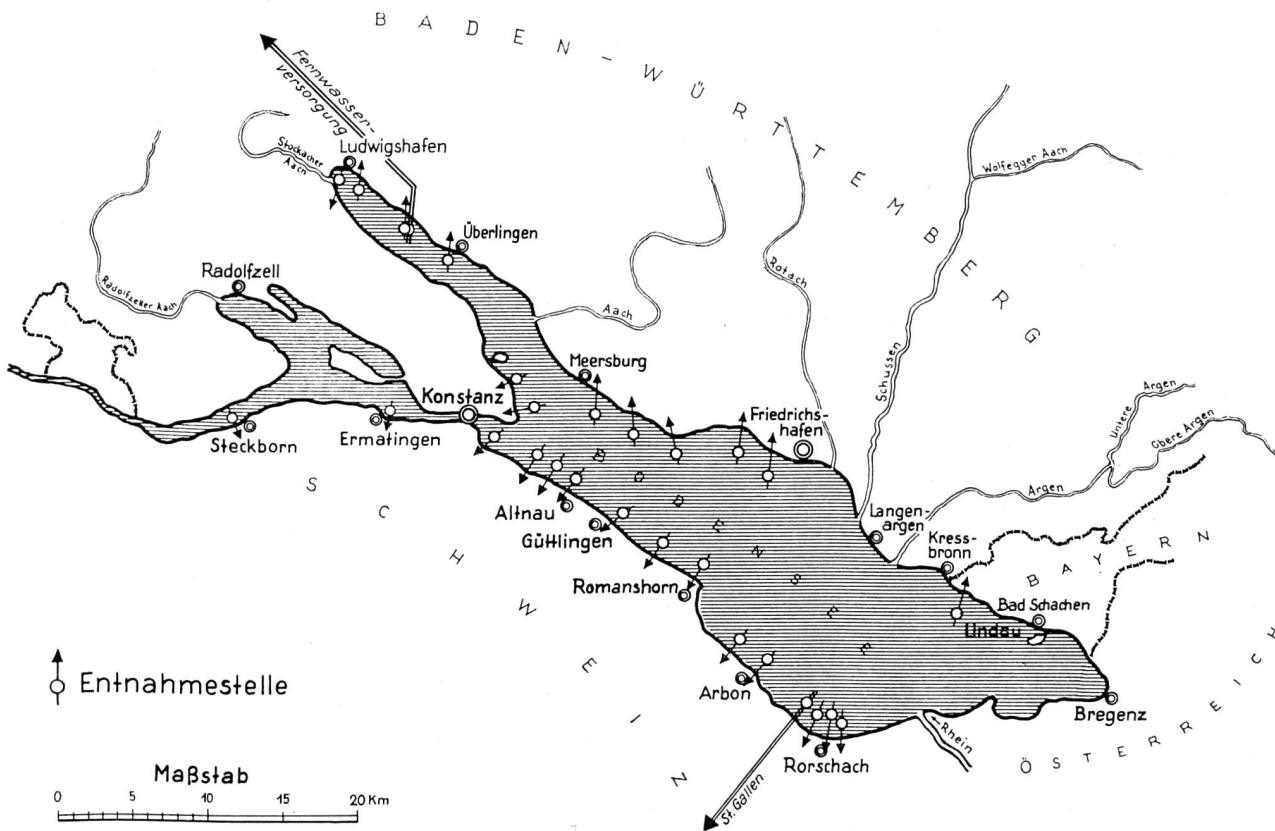 BADEN-WÜRTTEMBERG
Fernwasser-
versorgung
Stockacher
Aach
Ludwigshafen
Überlingen
Radolfzell
Radolfzeller Aach
Aach
Rotach
Wolfegger Aach
Schussen
Meersburg
Konstanz
Friedrichs-
hafen
Untere
Argen
Obere Argen
Argen
Steckborn
Ermatingen
BODENSEE
Altnau
Güttlingen
Langen-
argen
Kress-
bronn
BAYERN
Romanshorn
Bad Schachen
Lindau
SCHWEIZ
Entnahmestelle
Arbon
Bregenz
Rhein
ÖSTERREICH
Rorschach
St. Gallen
Maßstab
0 5 10 15 20 Km